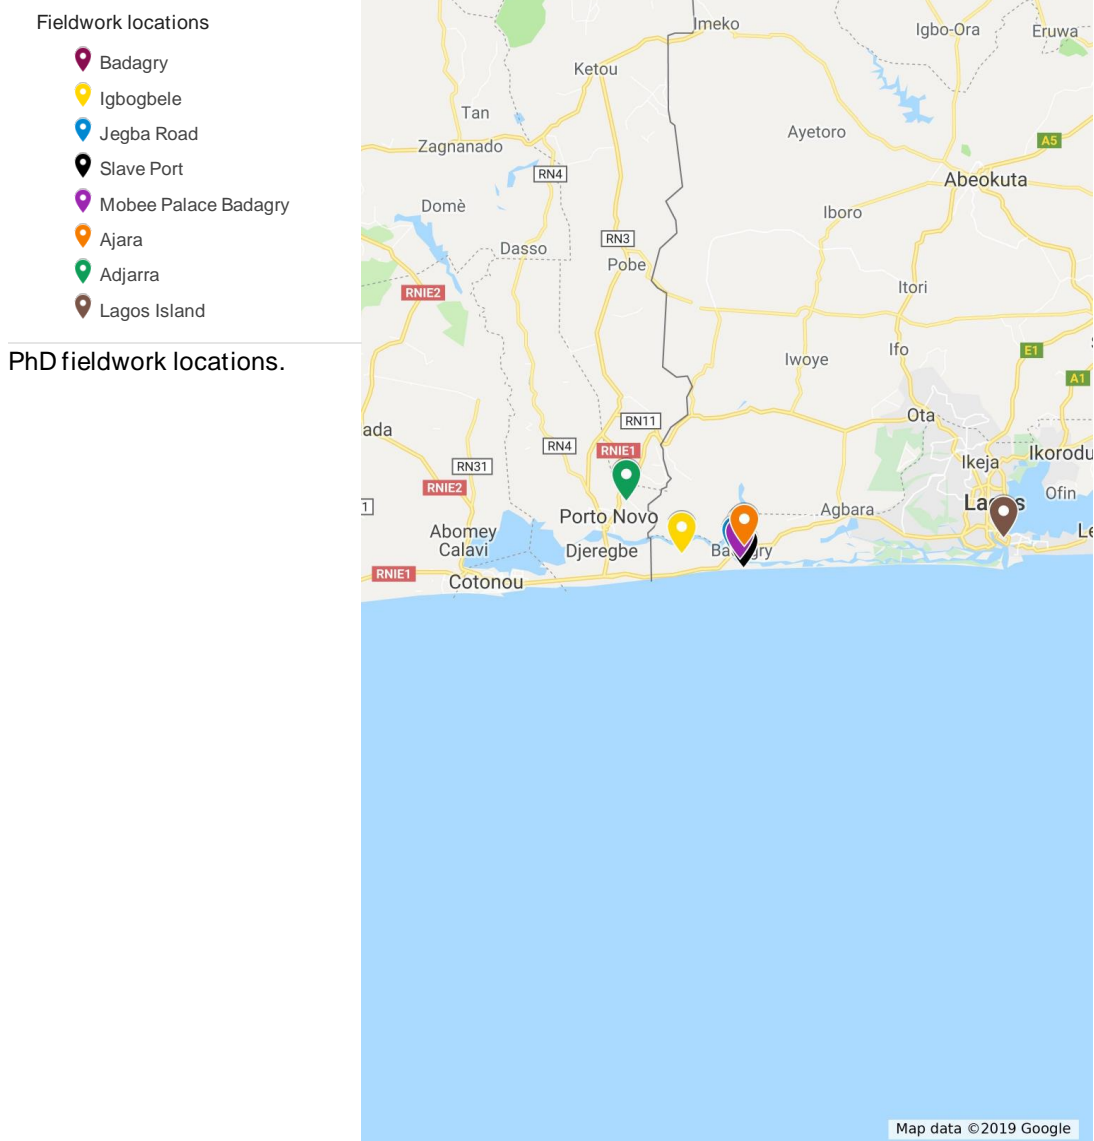 Fieldwork locations
Badagry
Igbogbele
Jegba Road
Slave Port
Mobee Palace Badagry
Ajara
Adjarra
Lagos Island
PhD fieldwork locations.
Imeko
Igbo-Ora
Eruwa
Ketou
Tan
Zagnanado
Ayetoro
A5
RN4
Abeokuta
Domè
Iboro
Dasso
RN3
Pobe
RNIE2
Itori
Iwoye
Ifo
E1
A1
Ota
RN11
ada
RN4
RNIE1
RN31
Ikeja
Ikorodu
RNIE2
Ofin
1
Porto Novo
Agbara
Abomey
Calavi
Djeregbe
Le
RNIE1
Cotonou
Map data ©2019 Google